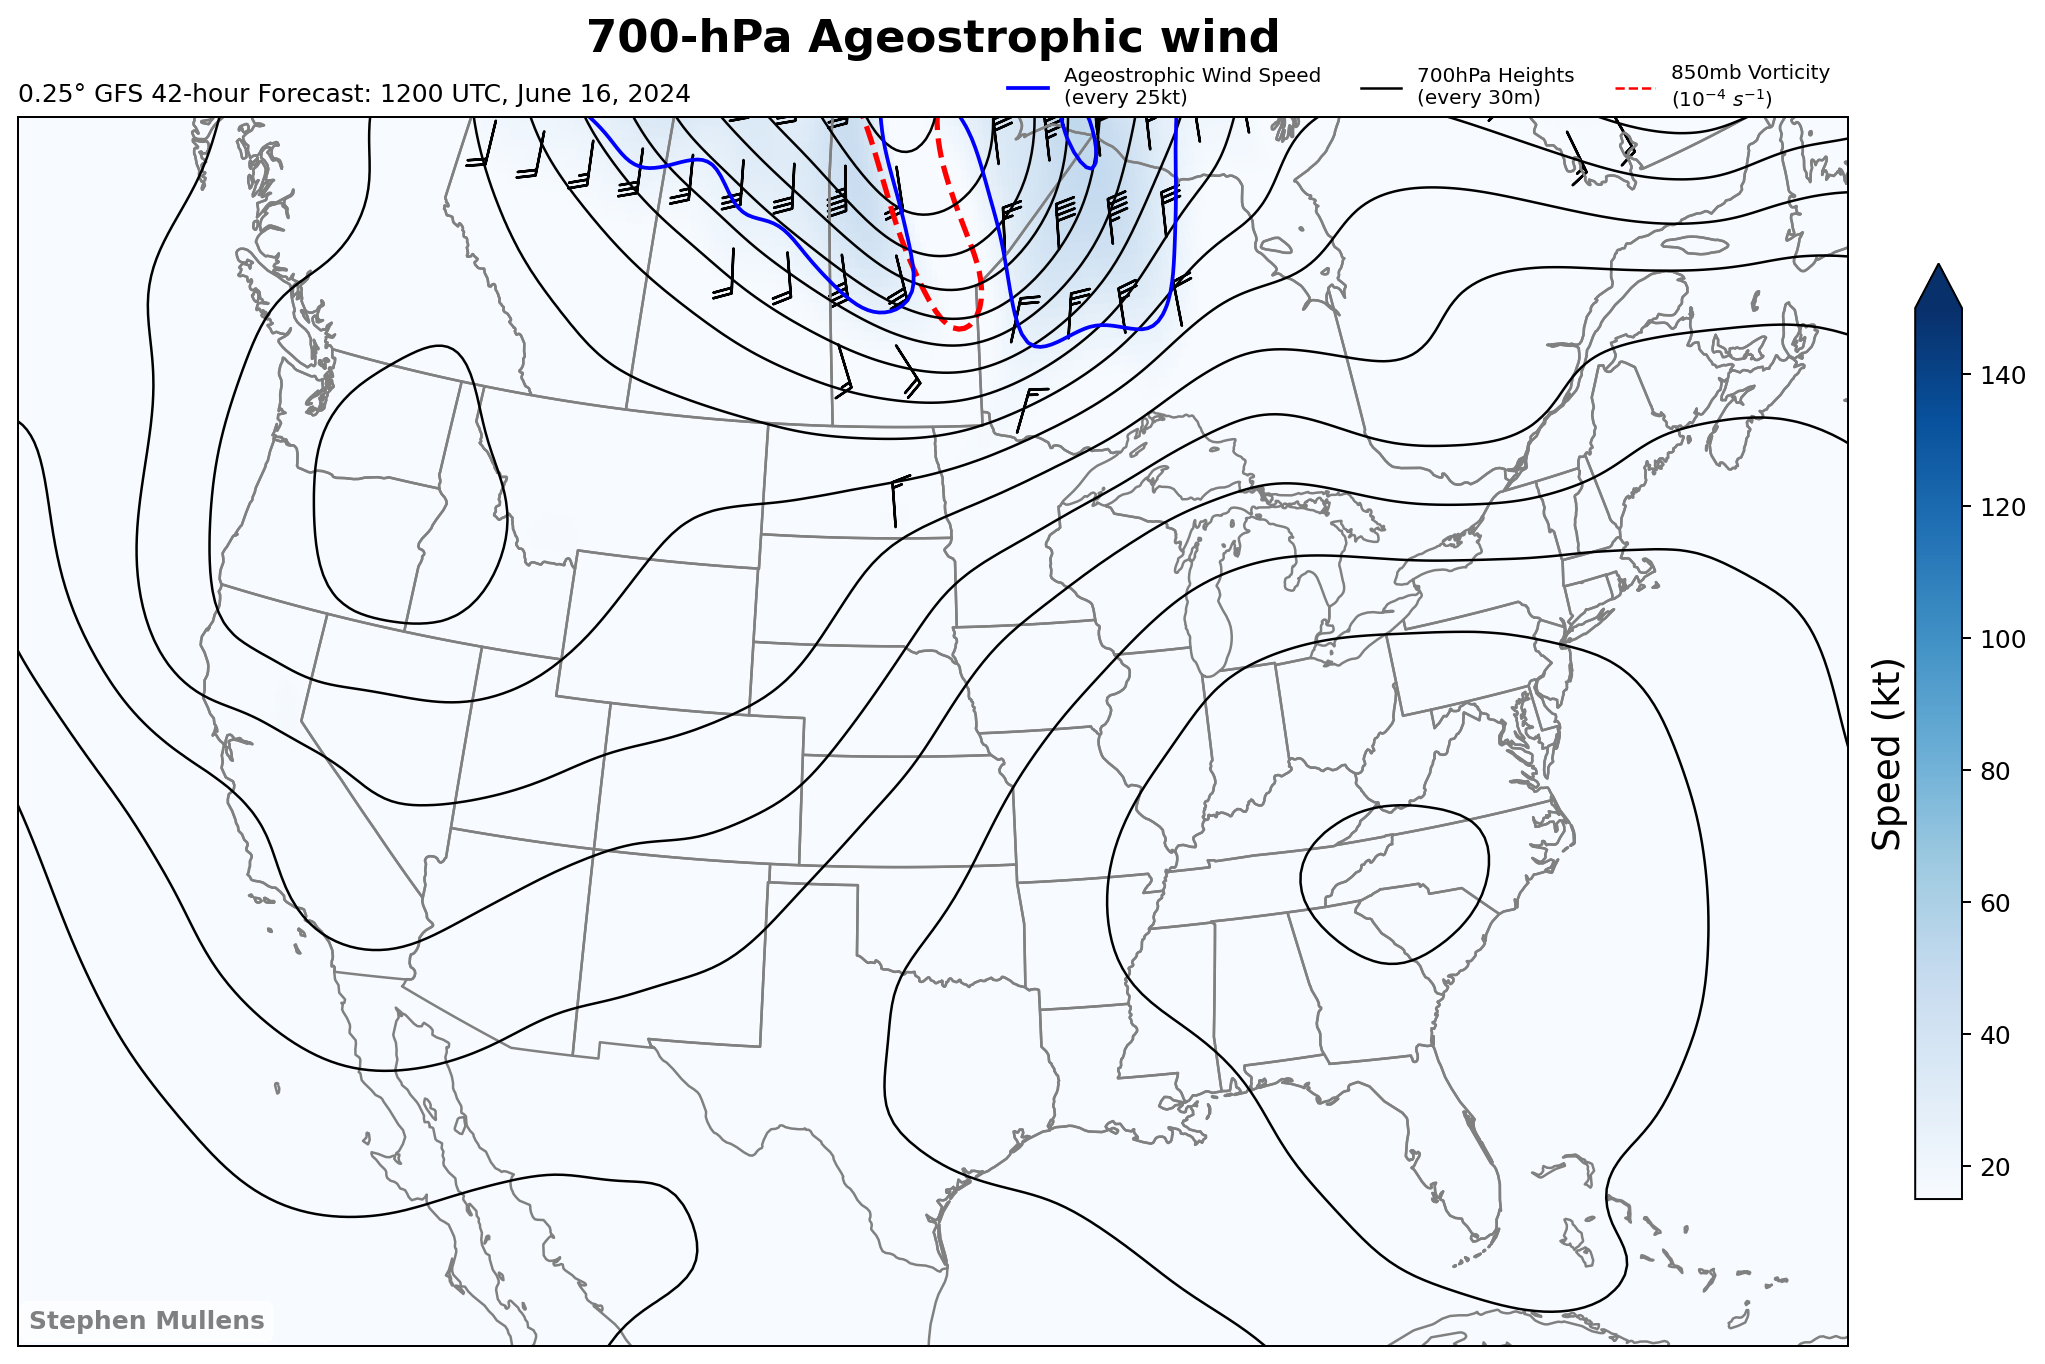 700-hPa Ageostrophic wind
0.25° GFS 42-hour Forecast: 1200 UTC, June 16, 2024
Ageostrophic Wind Speed
(every 25kt)
700hPa Heights
(every 30m)
850mb Vorticity
(10⁻⁴ s⁻¹)
140
120
100
80
60
40
20
Speed (kt)
Stephen Mullens